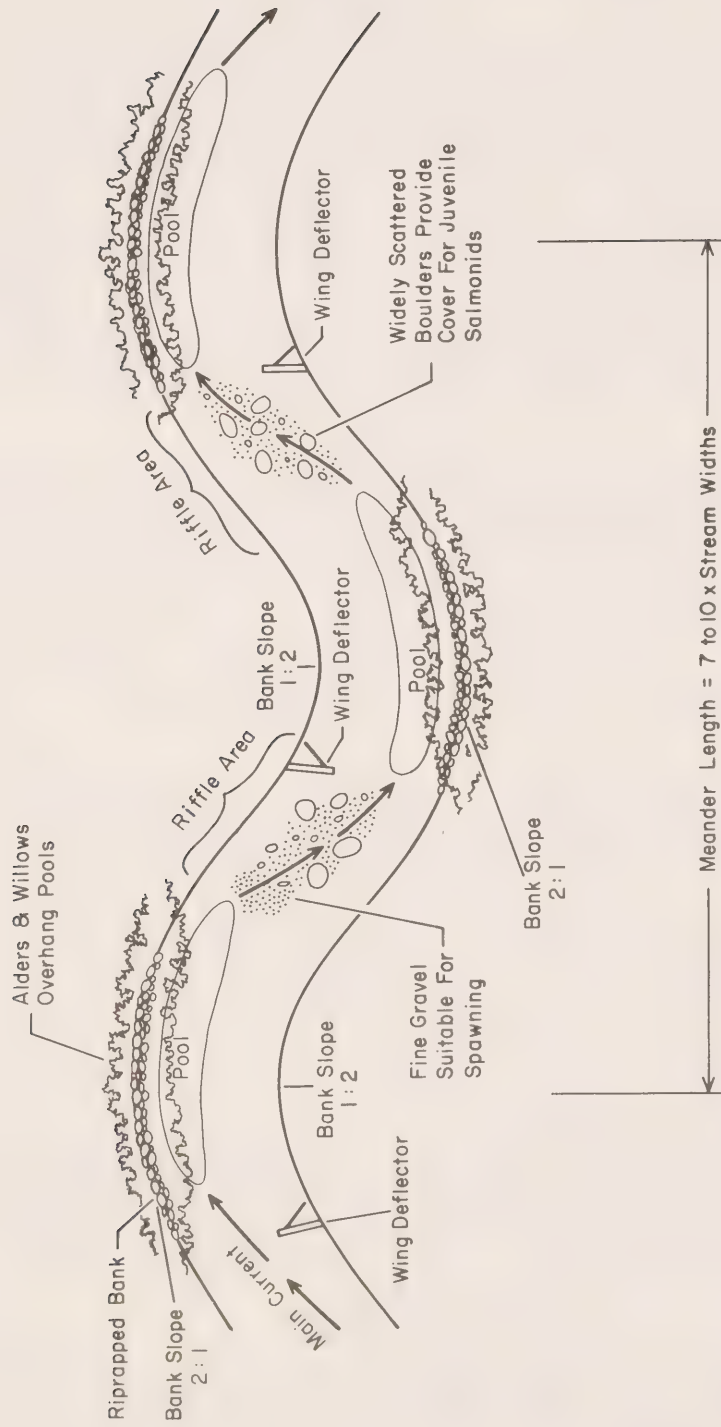 Alders & Willows
Overhang Pools
Riprapped Bank
Bank Slope
2:1
Pool
Riffle Area
Pool
Riffle Area
Bank Slope
1:2
Wing Deflector
Wing Deflector
Main Current
Wing Deflector
Bank Slope
1:2
Pool
Fine Gravel
Suitable For
Spawning
Bank Slope
2:1
Widely Scattered
Boulders Provide
Cover For Juvenile
Salmonids
Meander Length = 7 to 10 x Stream Widths